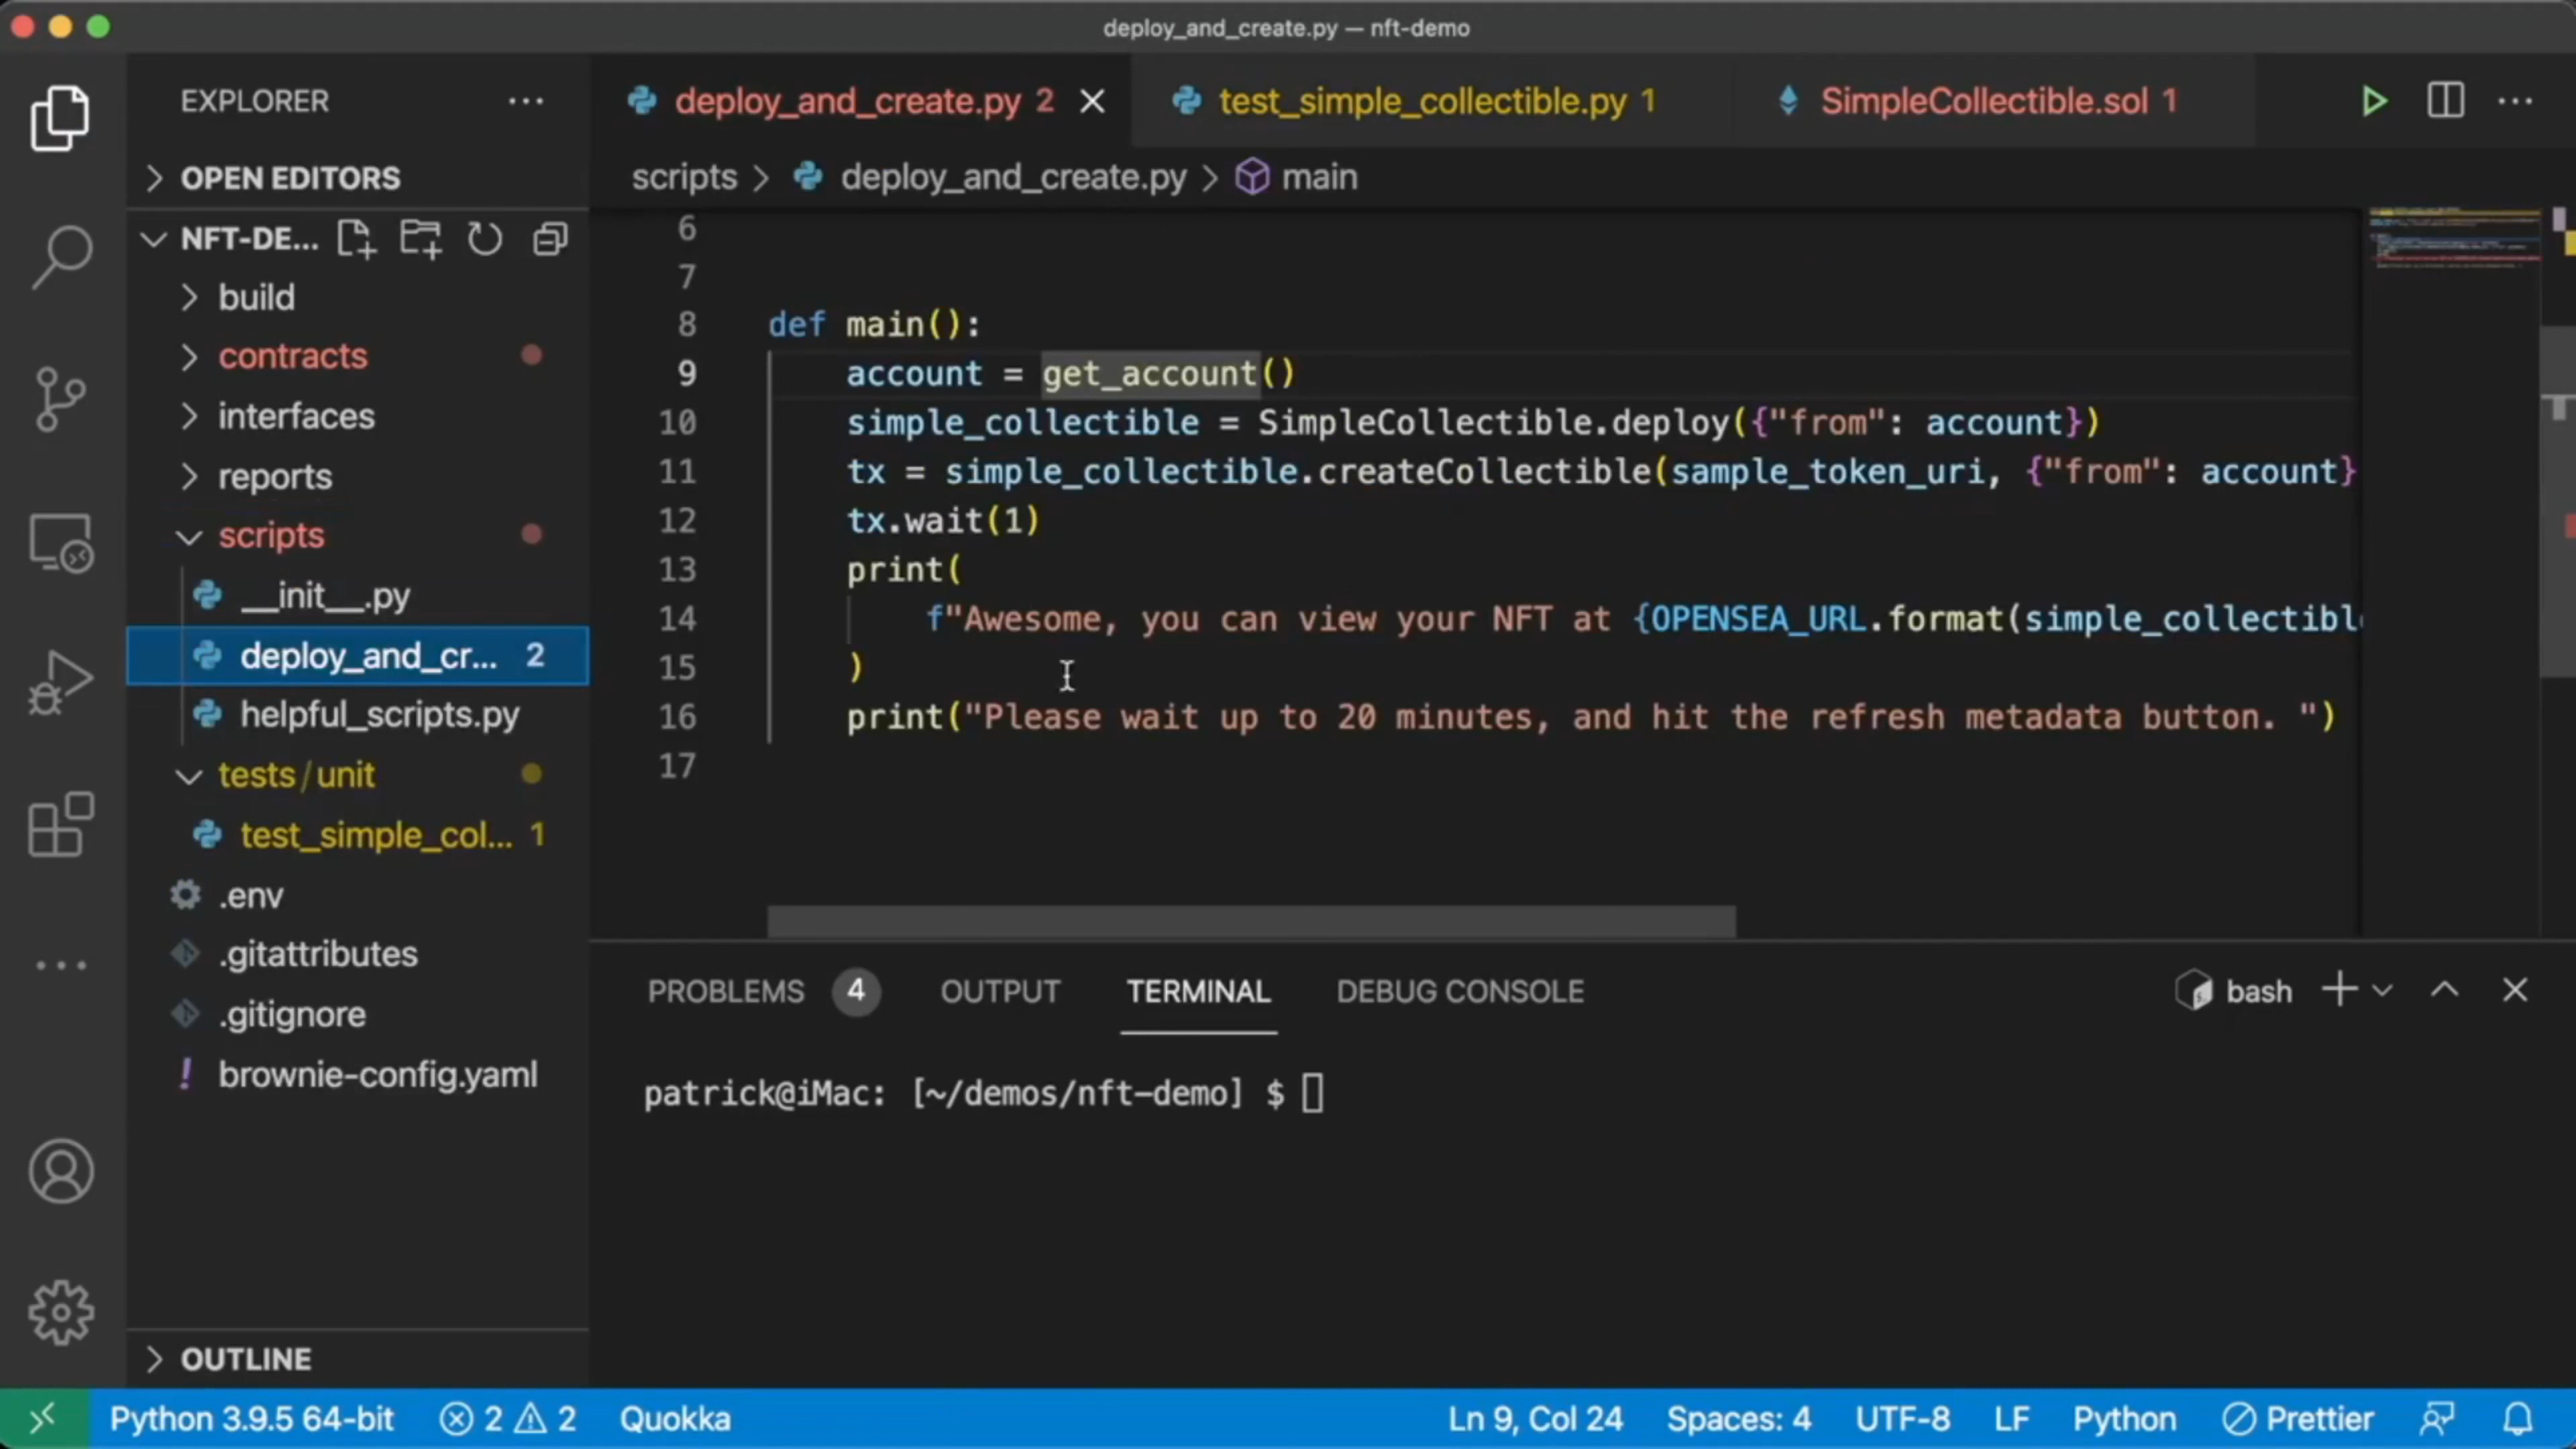 deploy_and_create.py — nft-demo
EXPLORER
deploy_and_create.py 2
test_simple_collectible.py 1
SimpleCollectible.sol 1
OPEN EDITORS
scripts > deploy_and_create.py > main
NFT-DE...
build
contracts
interfaces
reports
scripts
__init__.py
deploy_and_cr... 2
helpful_scripts.py
tests/unit
test_simple_col... 1
.env
.gitattributes
.gitignore
! brownie-config.yaml
OUTLINE
6
7
8 def main():
9 account = get_account()
10 simple_collectible = SimpleCollectible.deploy({"from": account})
11 tx = simple_collectible.createCollectible(sample_token_uri, {"from": account}
12 tx.wait(1)
13 print(
14 f"Awesome, you can view your NFT at {OPENSEA_URL.format(simple_collectibl
15 )
16 print("Please wait up to 20 minutes, and hit the refresh metadata button. ")
17
PROBLEMS 4 OUTPUT TERMINAL DEBUG CONSOLE
bash
patrick@iMac: [~/demos/nft-demo] $
Python 3.9.5 64-bit 2 2 Quokka Ln 9, Col 24 Spaces: 4 UTF-8 LF Python Prettier